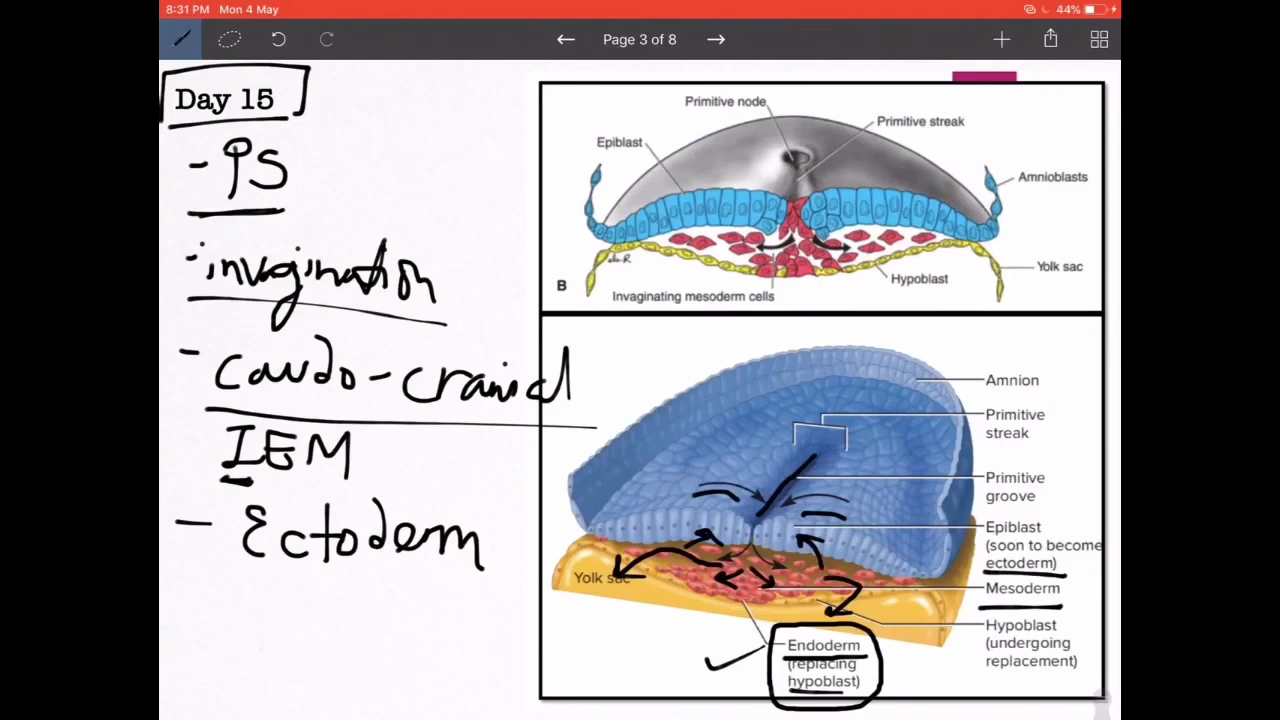 8:31 PM Mon 4 May
44%
Page 3 of 8
Day 15
- PS
- invagination
- caudo-cranial
IEM
- Ectoderm
Primitive node
Primitive streak
Epiblast
Amnioblasts
Yolk sac
Hypoblast
B
Invaginating mesoderm cells
Amnion
Primitive
streak
Primitive
groove
Epiblast
(soon to become
ectoderm)
Yolk sac
Mesoderm
Hypoblast
(undergoing
replacement)
Endoderm
(replacing
hypoblast)